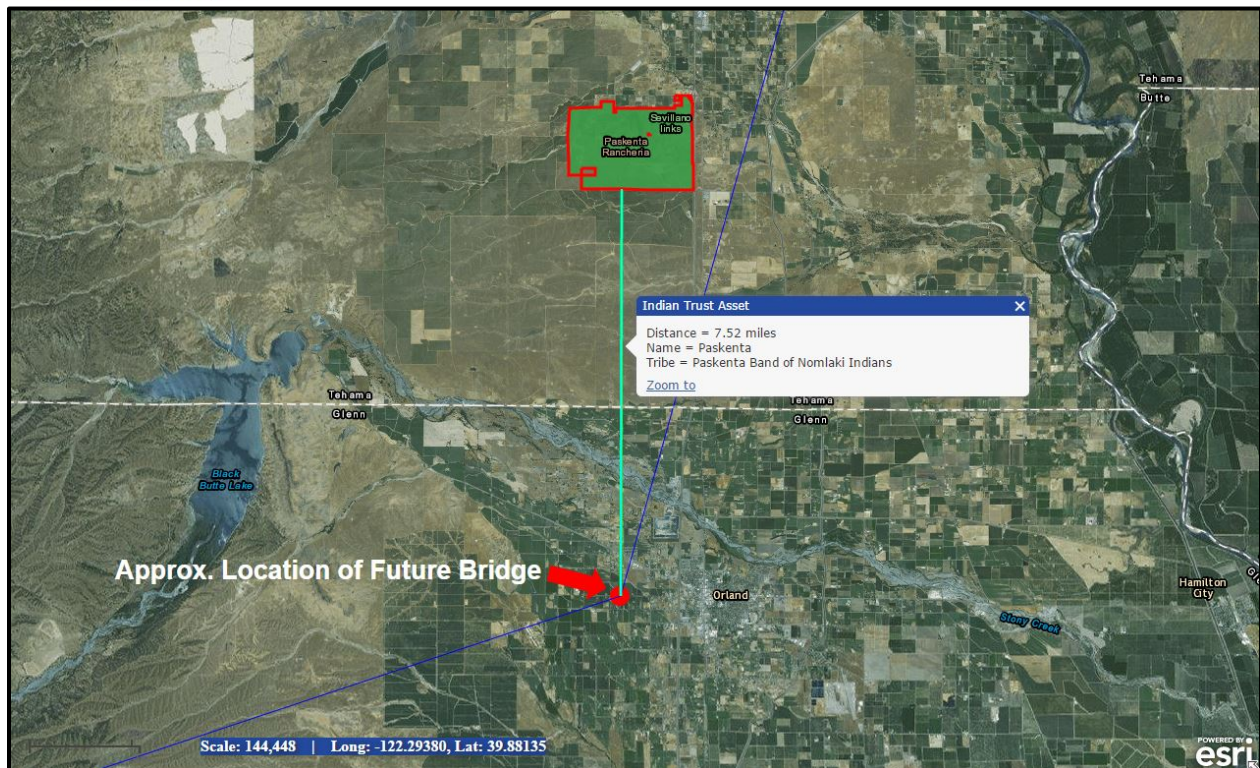 Tehama
Butte
Sevillano
links
Paskenta
Rancheria
Indian Trust Asset
Distance = 7.52 miles
Name = Paskenta
Tribe = Paskenta Band of Nomlaki Indians
Zoom to
Tehama
Glenn
Tehama
Glenn
Black
Butte Lake
Approx. Location of Future Bridge
Orland
Hamilton
City
Stony Creek
Scale: 144,448 | Long: -122.29380, Lat: 39.88135
POWERED BY
esri